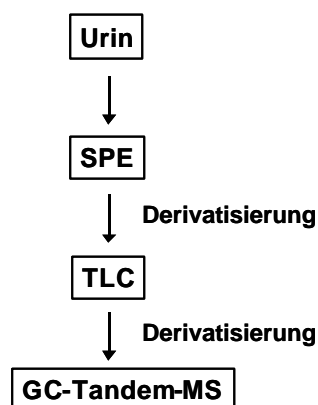 Urin
SPE
Derivatisierung
TLC
Derivatisierung
GC-Tandem-MS